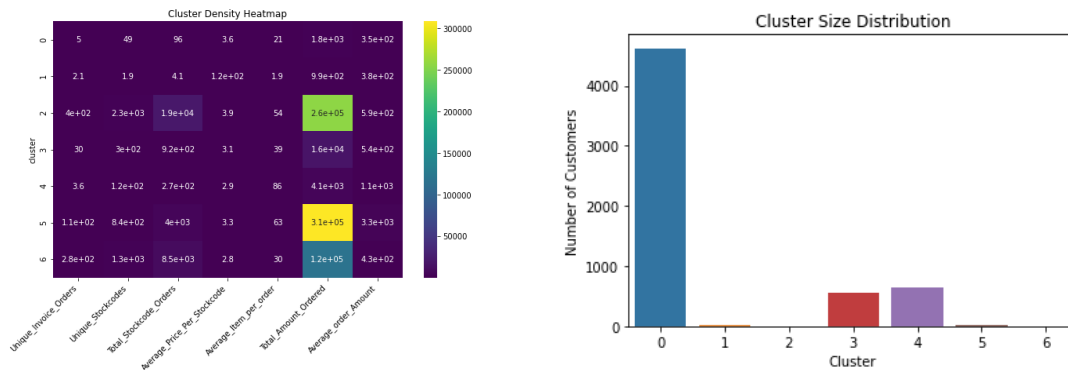 Cluster Density Heatmap
0 5 49 96 3.6 21 1.8e+03 3.5e+02
1 2.1 1.9 4.1 1.2e+02 1.9 9.9e+02 3.8e+02
2 4e+02 2.3e+03 1.9e+04 3.9 54 2.6e+05 5.9e+02
3 30 3e+02 9.2e+02 3.1 39 1.6e+04 5.4e+02
4 3.6 1.2e+02 2.7e+02 2.9 86 4.1e+03 1.1e+03
5 1.1e+02 8.4e+02 4e+03 3.3 63 3.1e+05 3.3e+03
6 2.8e+02 1.3e+03 8.5e+03 2.8 30 1.2e+05 4.3e+02
cluster
Unique_Invoice_Orders
Unique_Stockcodes
Total_Stockcode_Orders
Average_Price_Per_Stockcode
Average_Item_per_order
Total_Amount_Ordered
Average_order_Amount
300000
250000
200000
150000
100000
50000
Cluster Size Distribution
Number of Customers
4000
3000
2000
1000
0
0 1 2 3 4 5 6
Cluster